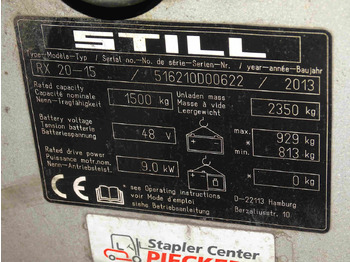 STILL
Type-Modèle-Typ / Serial no.-No. de série-Serien-Nr. / year-année-Baujahr
RX 20-15 / 516210D00622 / 2013
Rated capacity
Capacité nominale
Nenn-Tragfähigkeit
1500 kg
Unladen mass
Masse à vide
Leergewicht
2350 kg
Battery voltage
Tension batterie
Batteriespannung
48 V
max. 929 kg
* min. 813 kg
Rated drive power
Puissance motr.nom.
Nenn-Antriebsleist.
9.0 kW
* 0 kg
CE
see Operating instructions
voir Mode d'emploi
siehe Betriebsanleitung
D-22113 Hamburg
Berzeliusstr. 10
Stapler Center